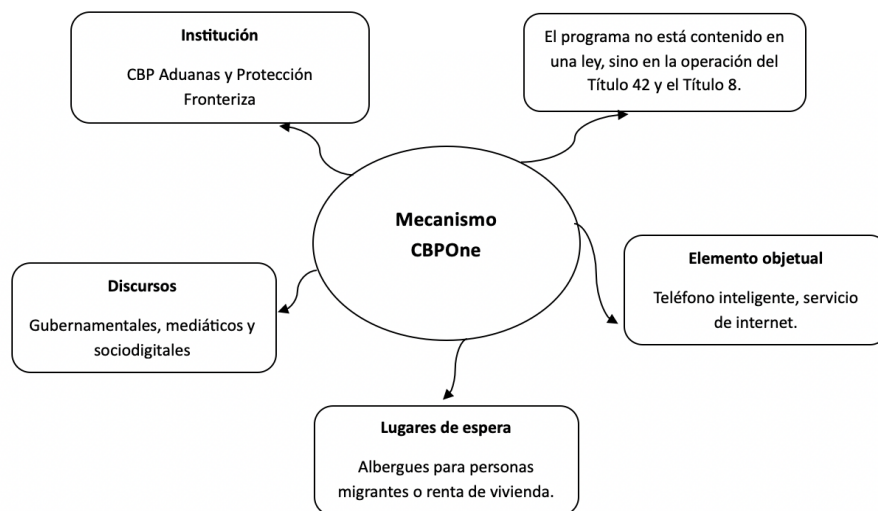 Institución
CBP Aduanas y Protección
Fronteriza
El programa no está contenido en
una ley, sino en la operación del
Título 42 y el Título 8.
Mecanismo
CBPOne
Discursos
Gubernamentales, mediáticos y
sociodigitales
Elemento objetual
Teléfono inteligente, servicio
de internet.
Lugares de espera
Albergues para personas
migrantes o renta de vivienda.